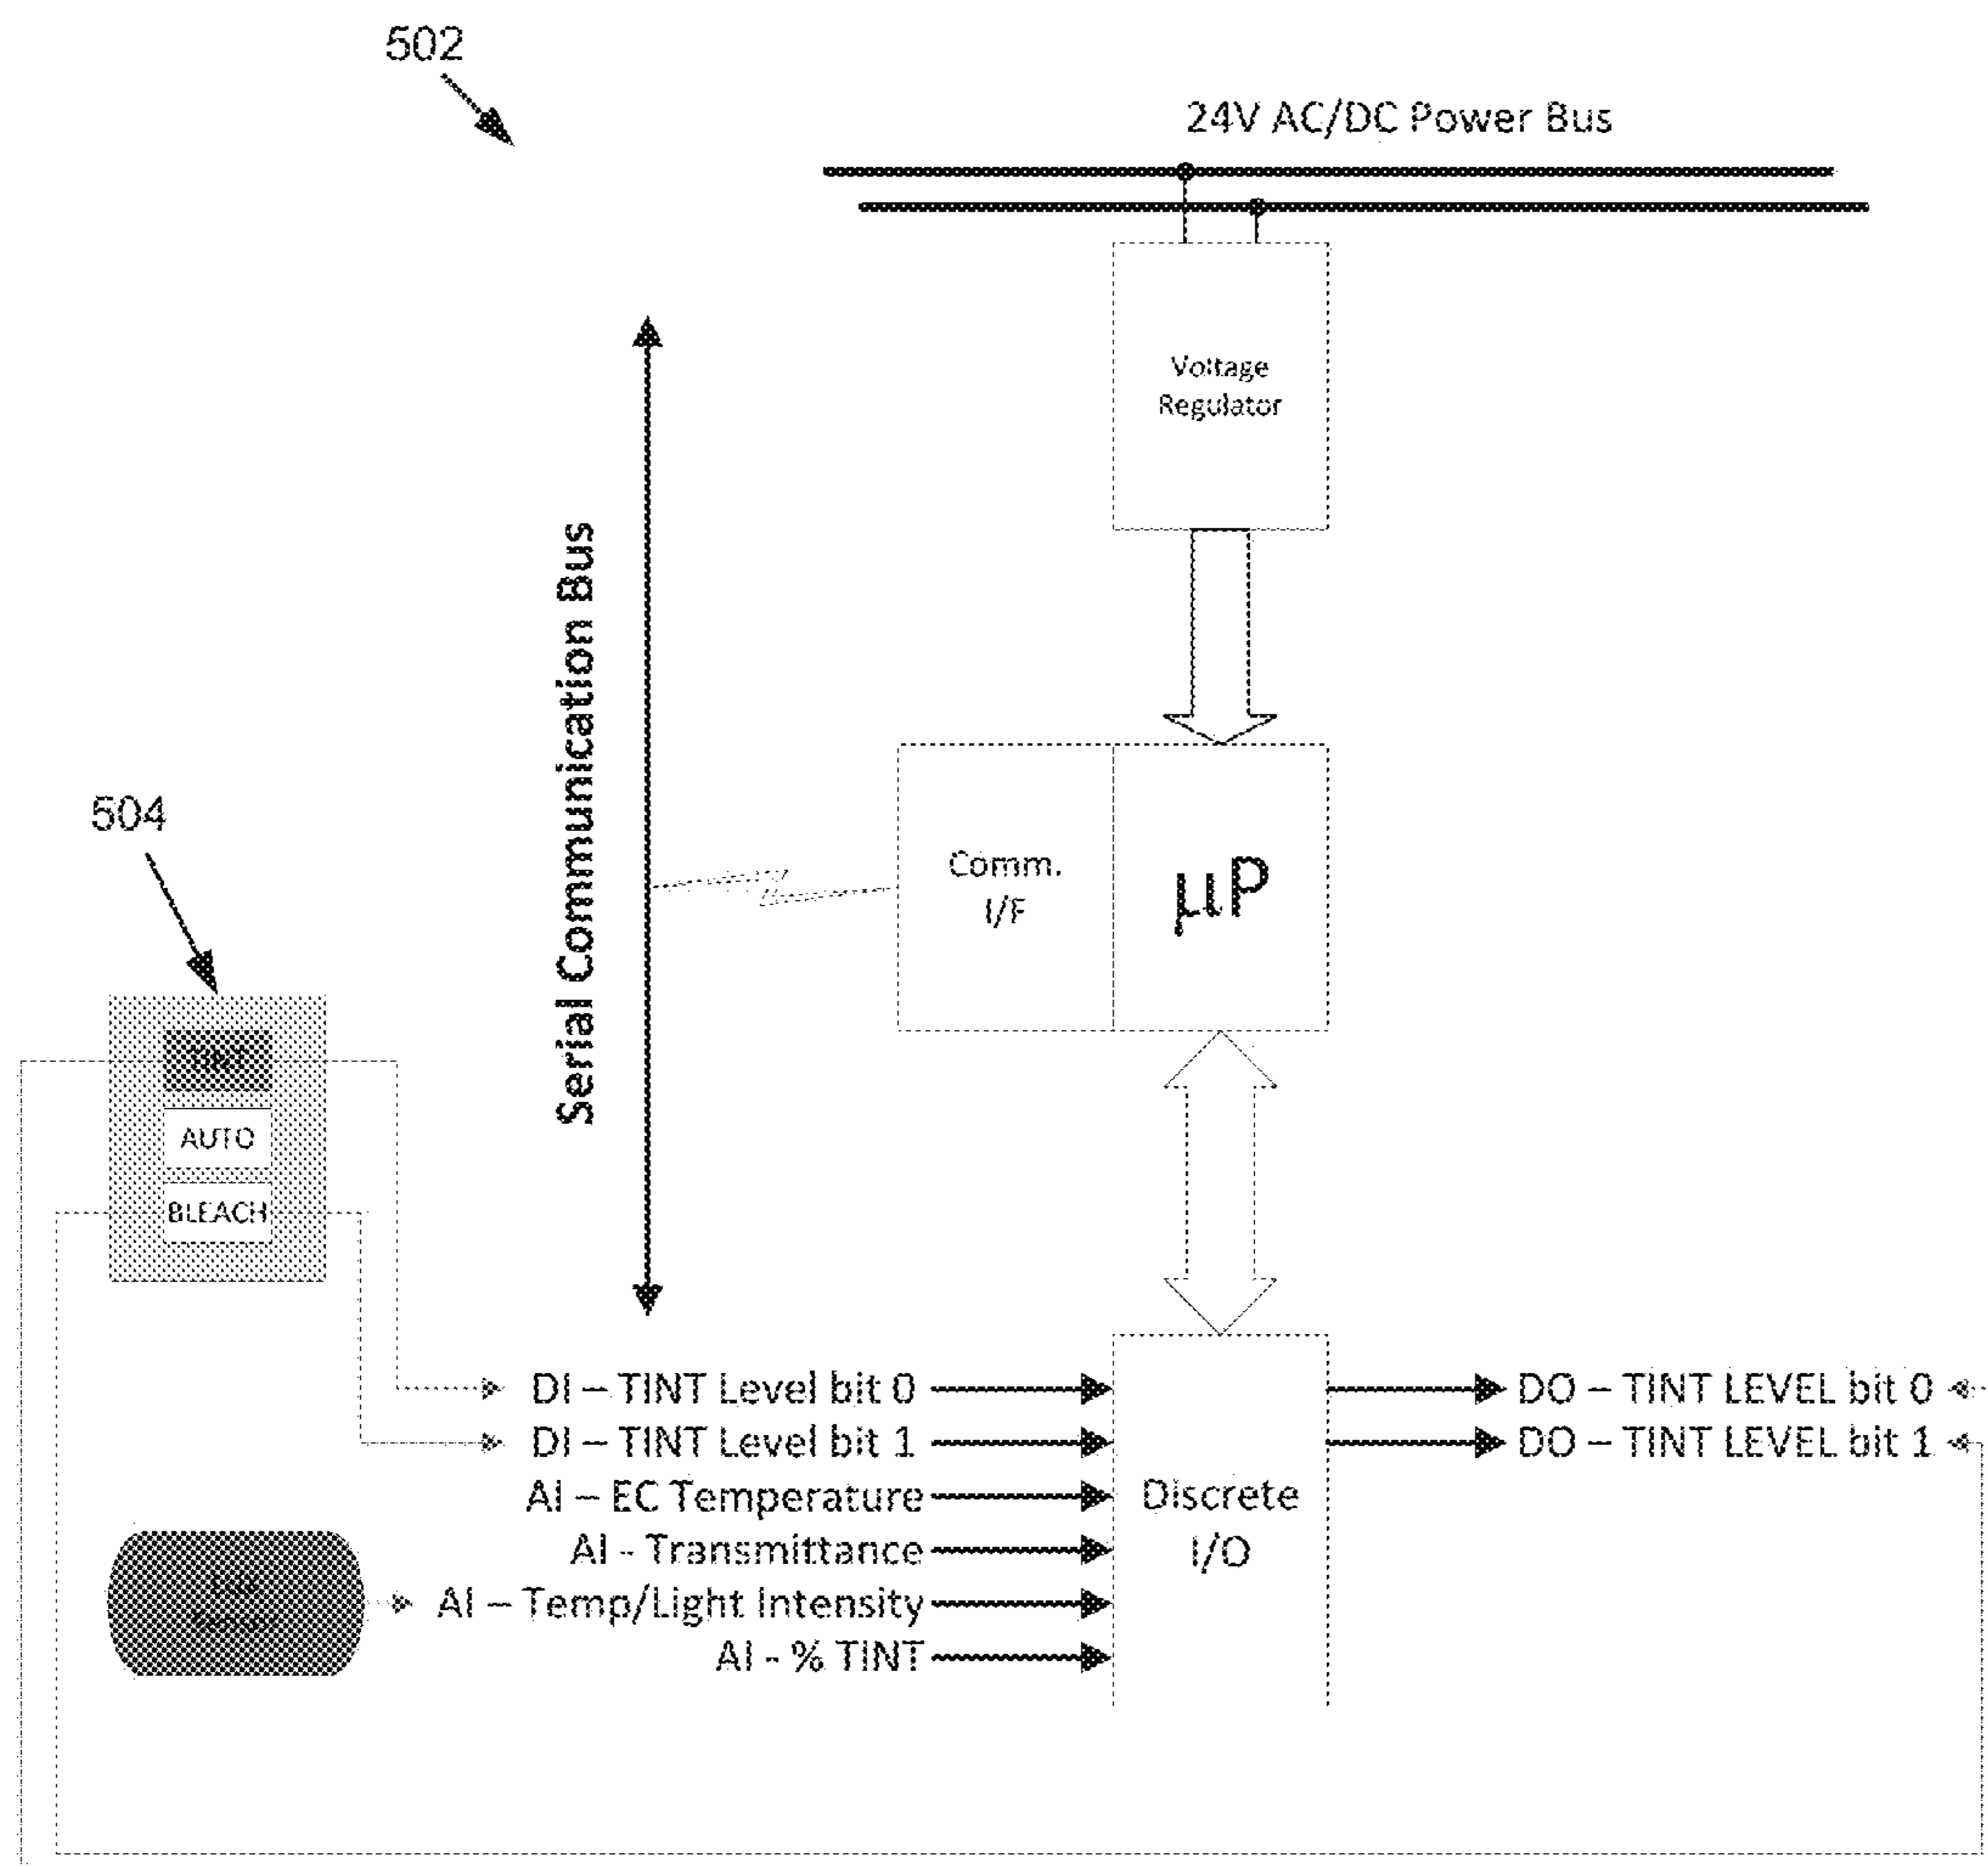 502
24V AC/DC Power Bus
Voltage
Regulator
Serial Communication Bus
504
Comm.
I/F
µP
TINT
AUTO
BLEACH
DI – TINT Level bit 0
DI – TINT Level bit 1
AI – EC Temperature
AI - Transmittance
AI – Temp/Light Intensity
AI - % TINT
Discrete
I/O
DO – TINT LEVEL bit 0
DO – TINT LEVEL bit 1